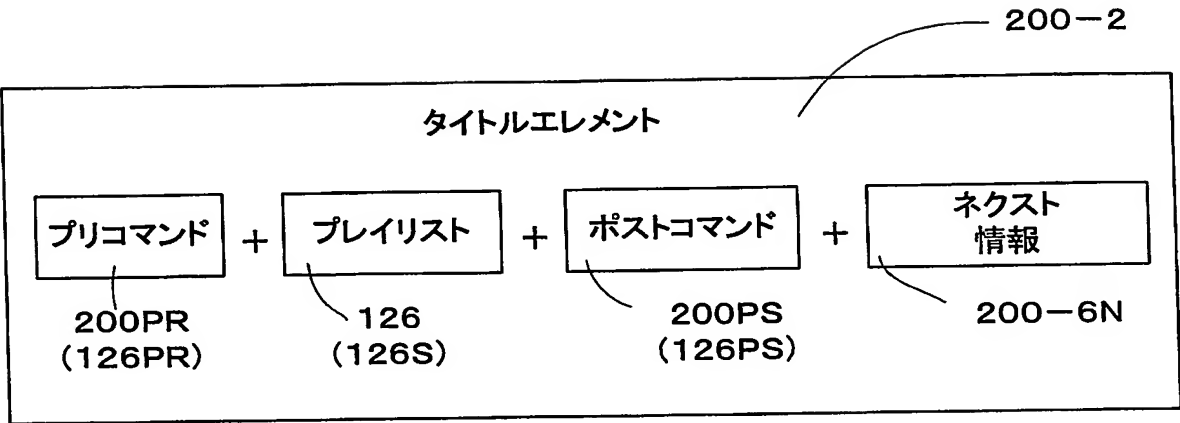 200-2
タイトルエレメント
プリコマンド + プレイリスト + ポストコマンド + ネクスト
情報
200PR 126 200PS 200-6N
(126PR) (126S) (126PS)